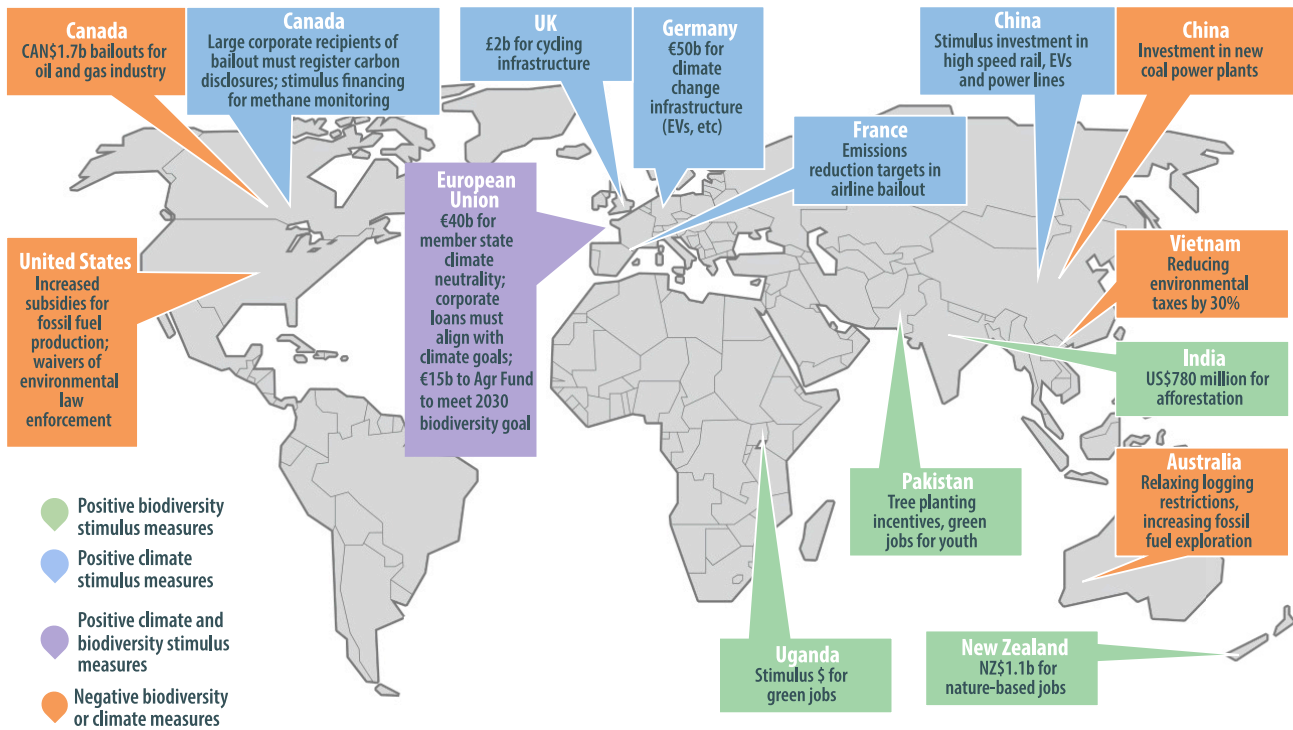 Canada
CAN$1.7b bailouts for
oil and gas industry
Canada
Large corporate recipients of
bailout must register carbon
disclosures; stimulus financing
for methane monitoring
UK
£2b for cycling
infrastructure
Germany
€50b for
climate
change
infrastructure
(EVs, etc)
China
Stimulus investment in
high speed rail, EVs
and power lines
China
Investment in new
coal power plants
France
Emissions
reduction targets in
airline bailout
European
Union
€40b for
member state
climate
neutrality;
corporate
loans must
align with
climate goals;
€15b to Agr Fund
to meet 2030
biodiversity goal
United States
Increased
subsidies for
fossil fuel
production;
waivers of
environmental
law
enforcement
Vietnam
Reducing
environmental
taxes by 30%
India
US$780 million for
afforestation
Australia
Relaxing logging
restrictions,
increasing fossil
fuel exploration
Pakistan
Tree planting
incentives, green
jobs for youth
Uganda
Stimulus $ for
green jobs
New Zealand
NZ$1.1b for
nature-based jobs
Positive biodiversity
stimulus measures
Positive climate
stimulus measures
Positive climate and
biodiversity stimulus
measures
Negative biodiversity
or climate measures